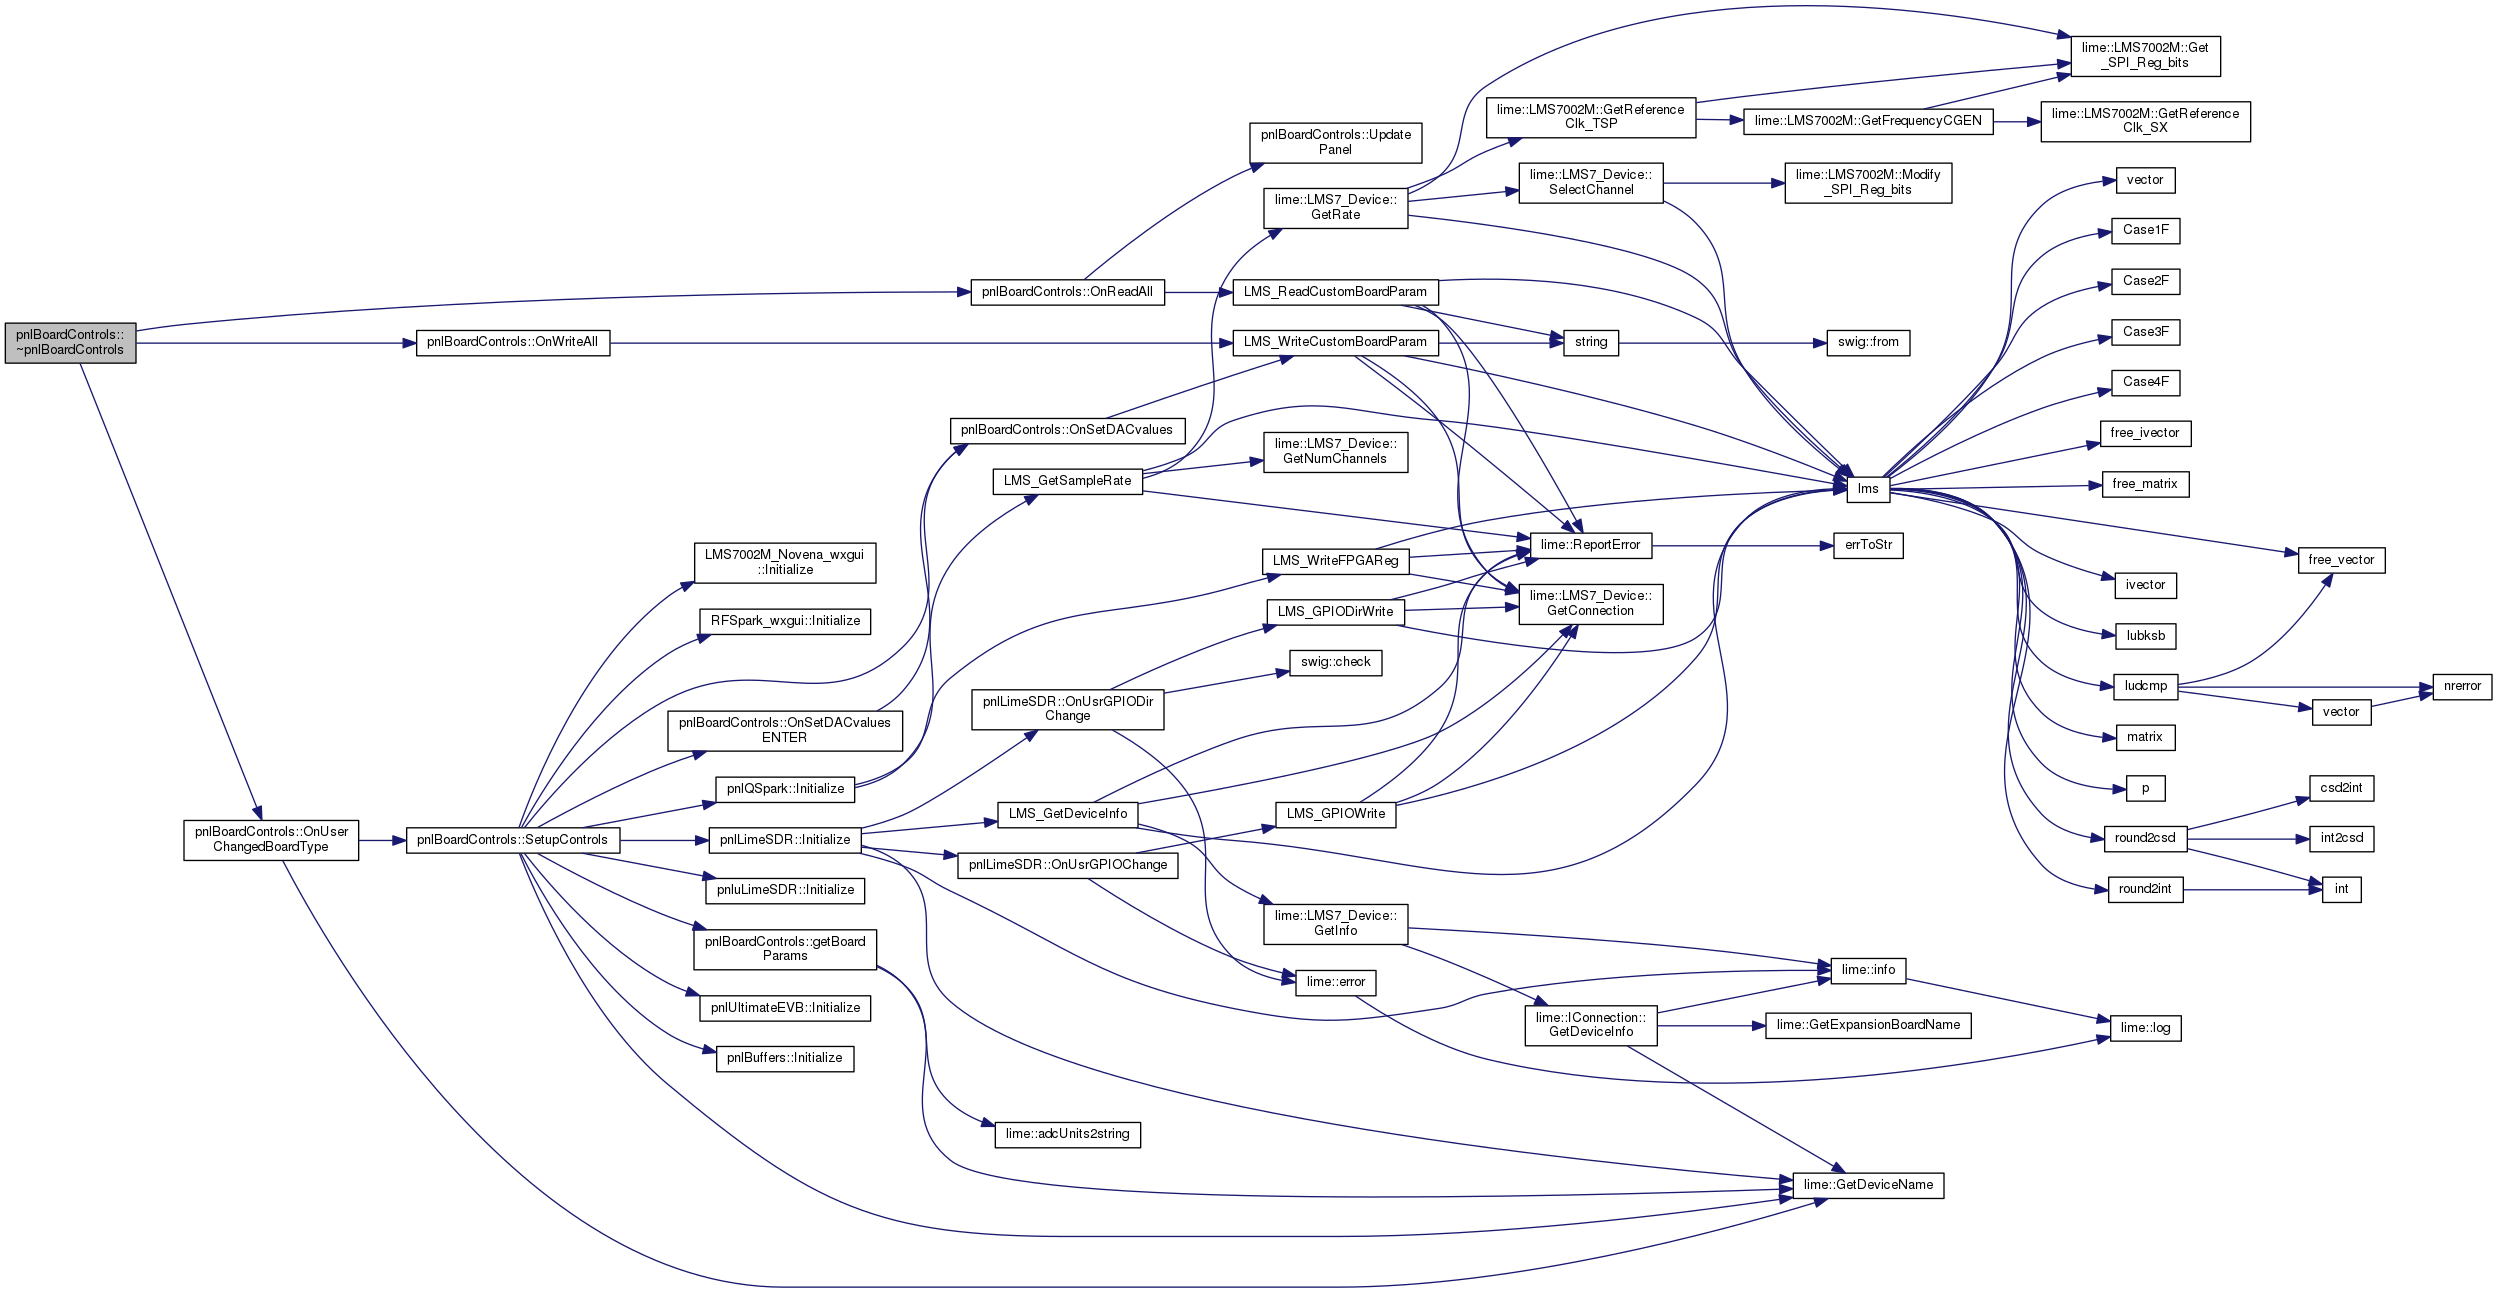 pnlBoardControls::
~pnlBoardControls
pnlBoardControls::OnReadAll
pnlBoardControls::OnWriteAll
pnlBoardControls::OnUser
ChangedBoardType
pnlBoardControls::SetupControls
LMS7002M_Novena_wxgui
::Initialize
RFSpark_wxgui::Initialize
pnlBoardControls::OnSetDACvalues
ENTER
pnlQSpark::Initialize
pnlLimeSDR::Initialize
pnluLimeSDR::Initialize
pnlBoardControls::getBoard
Params
pnlUltimateEVB::Initialize
pnlBuffers::Initialize
pnlBoardControls::OnSetDACvalues
LMS_GetSampleRate
pnlLimeSDR::OnUsrGPIODir
Change
LMS_GetDeviceInfo
pnlLimeSDR::OnUsrGPIOChange
lime::adcUnits2string
pnlBoardControls::Update
Panel
lime::LMS7_Device::
GetRate
LMS_ReadCustomBoardParam
LMS_WriteCustomBoardParam
lime::LMS7_Device::
GetNumChannels
LMS_WriteFPGAReg
LMS_GPIODirWrite
swig::check
LMS_GPIOWrite
lime::LMS7_Device::
GetInfo
lime::error
lime::LMS7002M::GetReference
Clk_TSP
lime::LMS7_Device::
SelectChannel
string
lime::ReportError
lime::LMS7_Device::
GetConnection
lime::IConnection::
GetDeviceInfo
lime::LMS7002M::GetFrequencyCGEN
lime::LMS7002M::Modify
_SPI_Reg_bits
swig::from
lms
errToStr
lime::info
lime::GetExpansionBoardName
lime::GetDeviceName
lime::LMS7002M::Get
_SPI_Reg_bits
lime::LMS7002M::GetReference
Clk_SX
vector
Case1F
Case2F
Case3F
Case4F
free_ivector
free_matrix
free_vector
ivector
lubksb
ludcmp
nrerror
vector
matrix
p
csd2int
round2csd
int2csd
round2int
int
lime::log